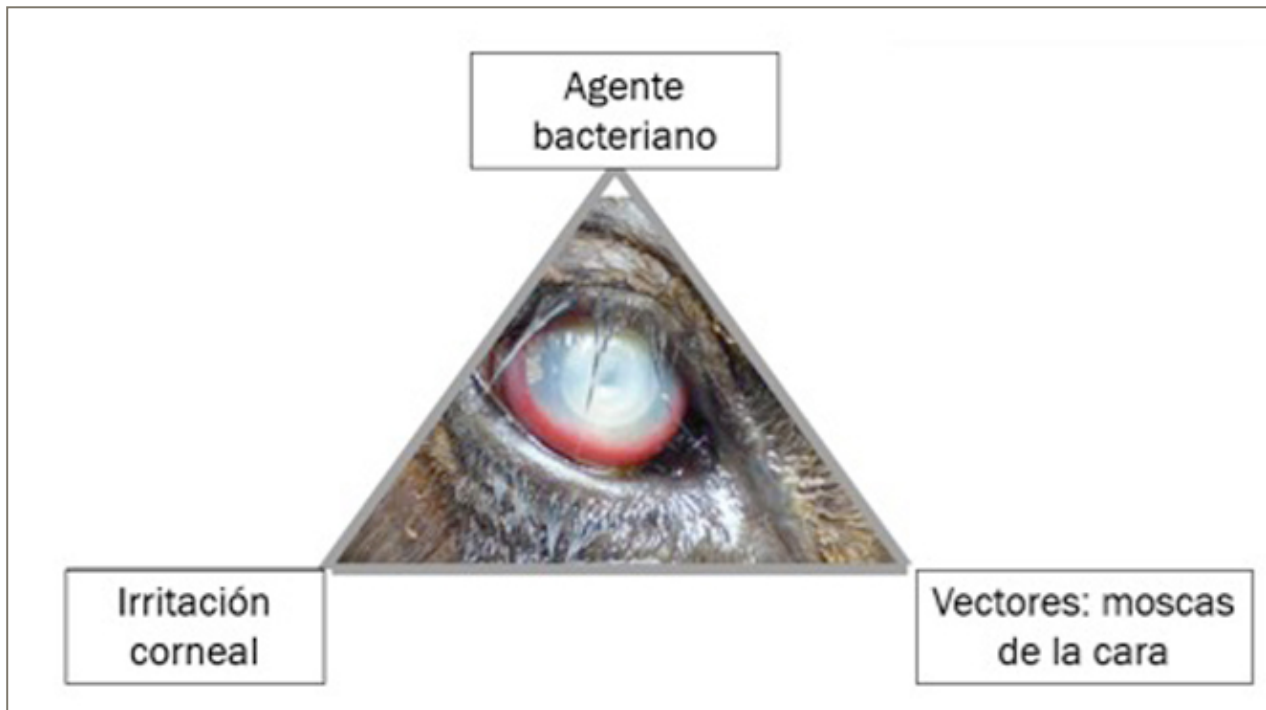 Agente
bacteriano
Irritación
corneal
Vectores: moscas
de la cara